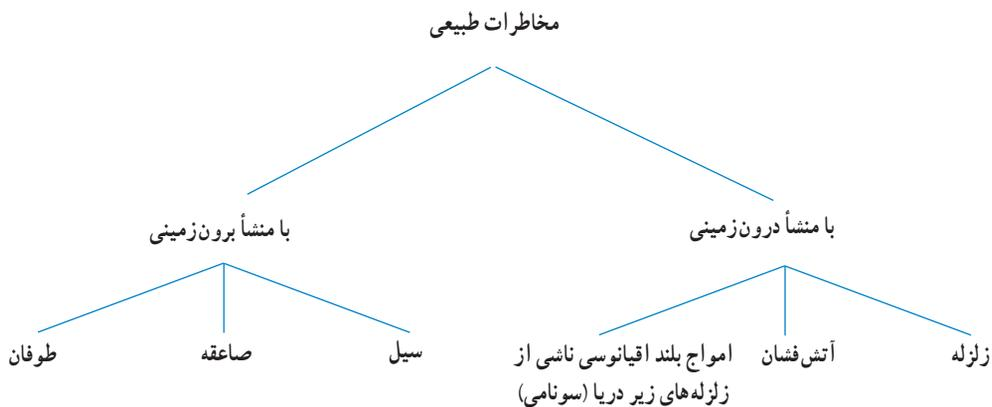 مخاطرات طبیعی
با منشأ درون‌زمینی
با منشأ برون‌زمینی
زلزله
آتش‌فشان
امواج بلند اقیانوسی ناشی از
زلزله‌های زیر دریا (سونامی)
سیل
صاعقه
طوفان